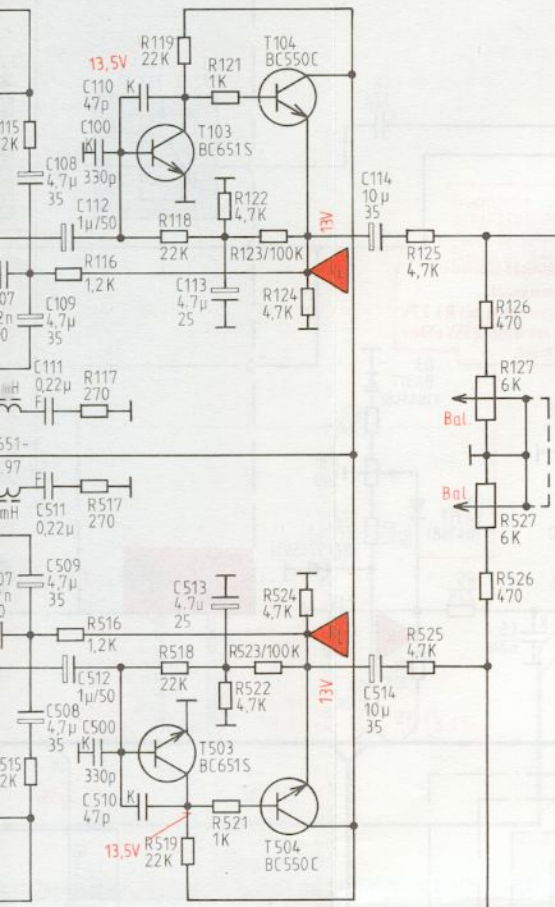 R119
22K
T104
BC550C
13,5V
R121
1K
C110
47p
K
C100
K
330p
T103
BC651S
115
2K
C108
4,7µ
35
C112
1µ/50
R118
22K
R122
4,7K
13V
C114
10µ
35
R123/100K
R125
4,7K
R116
1,2K
07
C113
4.7µ
25
R124
4,7K
R126
470
C109
4,7µ
35
C111
0,22µ
F
R117
270
mH
R127
6K
Bal.
651-
.97
F
mH
C511
0,22µ
R517
270
Bal
R527
6K
C509
4,7µ
35
07
C513
4.7u
25
R524
4,7K
R526
470
R516
1,2K
R518
22K
R523/100K
R525
4,7K
C512
1µ/50
R522
4,7K
13V
C514
10µ
35
C508
4,7µ
35
C500
K
330p
T503
BC651S
515
2K
C510
47p
K
R521
1K
13,5V
R519
22K
T504
BC550C